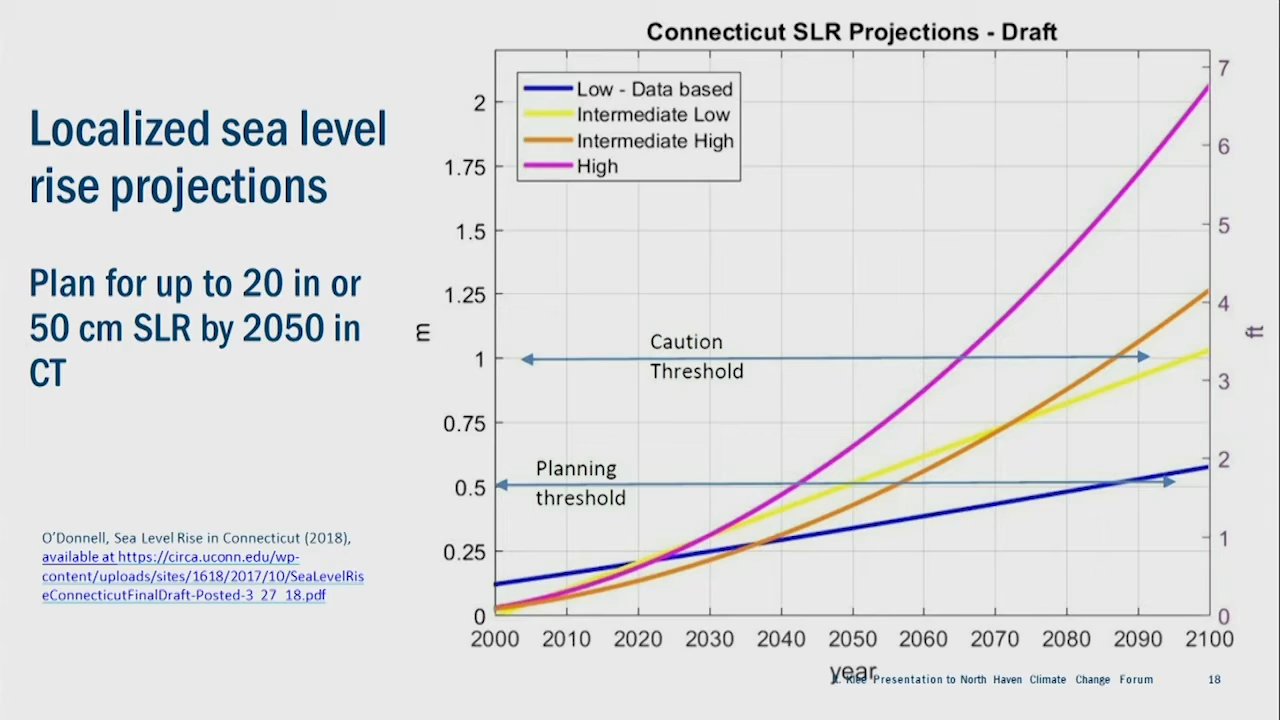 Connecticut SLR Projections - Draft
Localized sea level
rise projections
Plan for up to 20 in or
50 cm SLR by 2050 in
CT
O'Donnell, Sea Level Rise in Connecticut (2018),
available at https://circa.uconn.edu/wp-
content/uploads/sites/1618/2017/10/SeaLevelRis
eConnecticutFinalDraft-Posted-3_27_18.pdf
Low - Data based
Intermediate Low
Intermediate High
High
2
1.75
1.5
1.25
1
0.75
0.5
0.25
0
m
Caution
Threshold
Planning
threshold
7
6
5
4
3
2
1
0
ft
2000 2010 2020 2030 2040 2050 2060 2070 2080 2090 2100
year
Presentation to North Haven Climate Change Forum
18